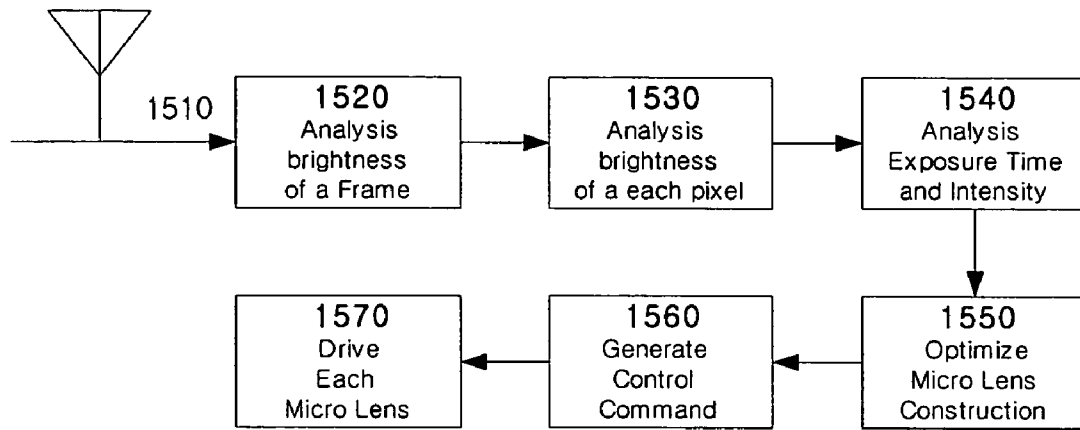 1510
1520
Analysis
brightness
of a Frame
1530
Analysis
brightness
of a each pixel
1540
Analysis
Exposure Time
and Intensity
1570
Drive
Each
Micro Lens
1560
Generate
Control
Command
1550
Optimize
Micro Lens
Construction